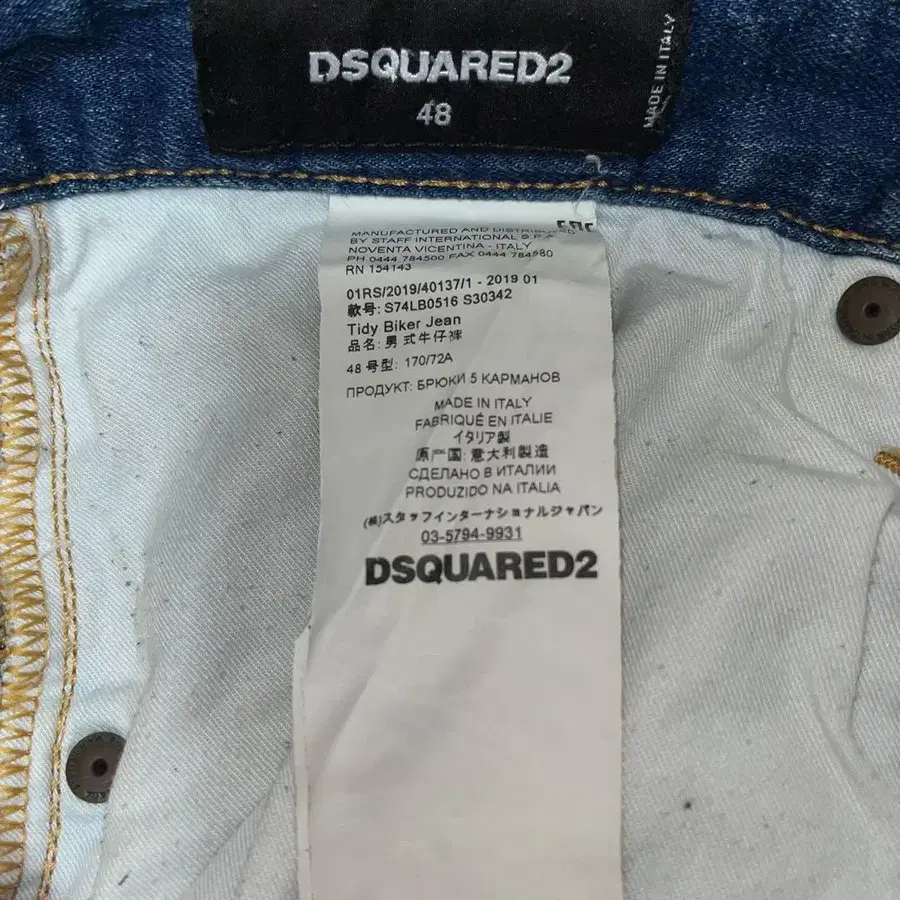 DSQUARED2
48
MADE IN ITALY
MANUFACTURED AND DISTRIBUTED
BY STAFF INTERNATIONAL S.P.A.
NOVENTA VICENTINA - ITALY
PH 0444 784500 FAX 0444 784580
RN 154143
01RS/2019/40137/1 - 2019 01
款号: S74LB0516 S30342
Tidy Biker Jean
品名: 男式牛仔裤
48 号型: 170/72A
ПРОДУКТ: БРЮКИ 5 КАРМАНОВ
MADE IN ITALY
FABRIQUÉ EN ITALIE
イタリア製
原产国: 意大利製造
СДЕЛАНО В ИТАЛИИ
PRODUZIDO NA ITALIA
(株)スタッフインターナショナルジャパン
03-5794-9931
DSQUARED2